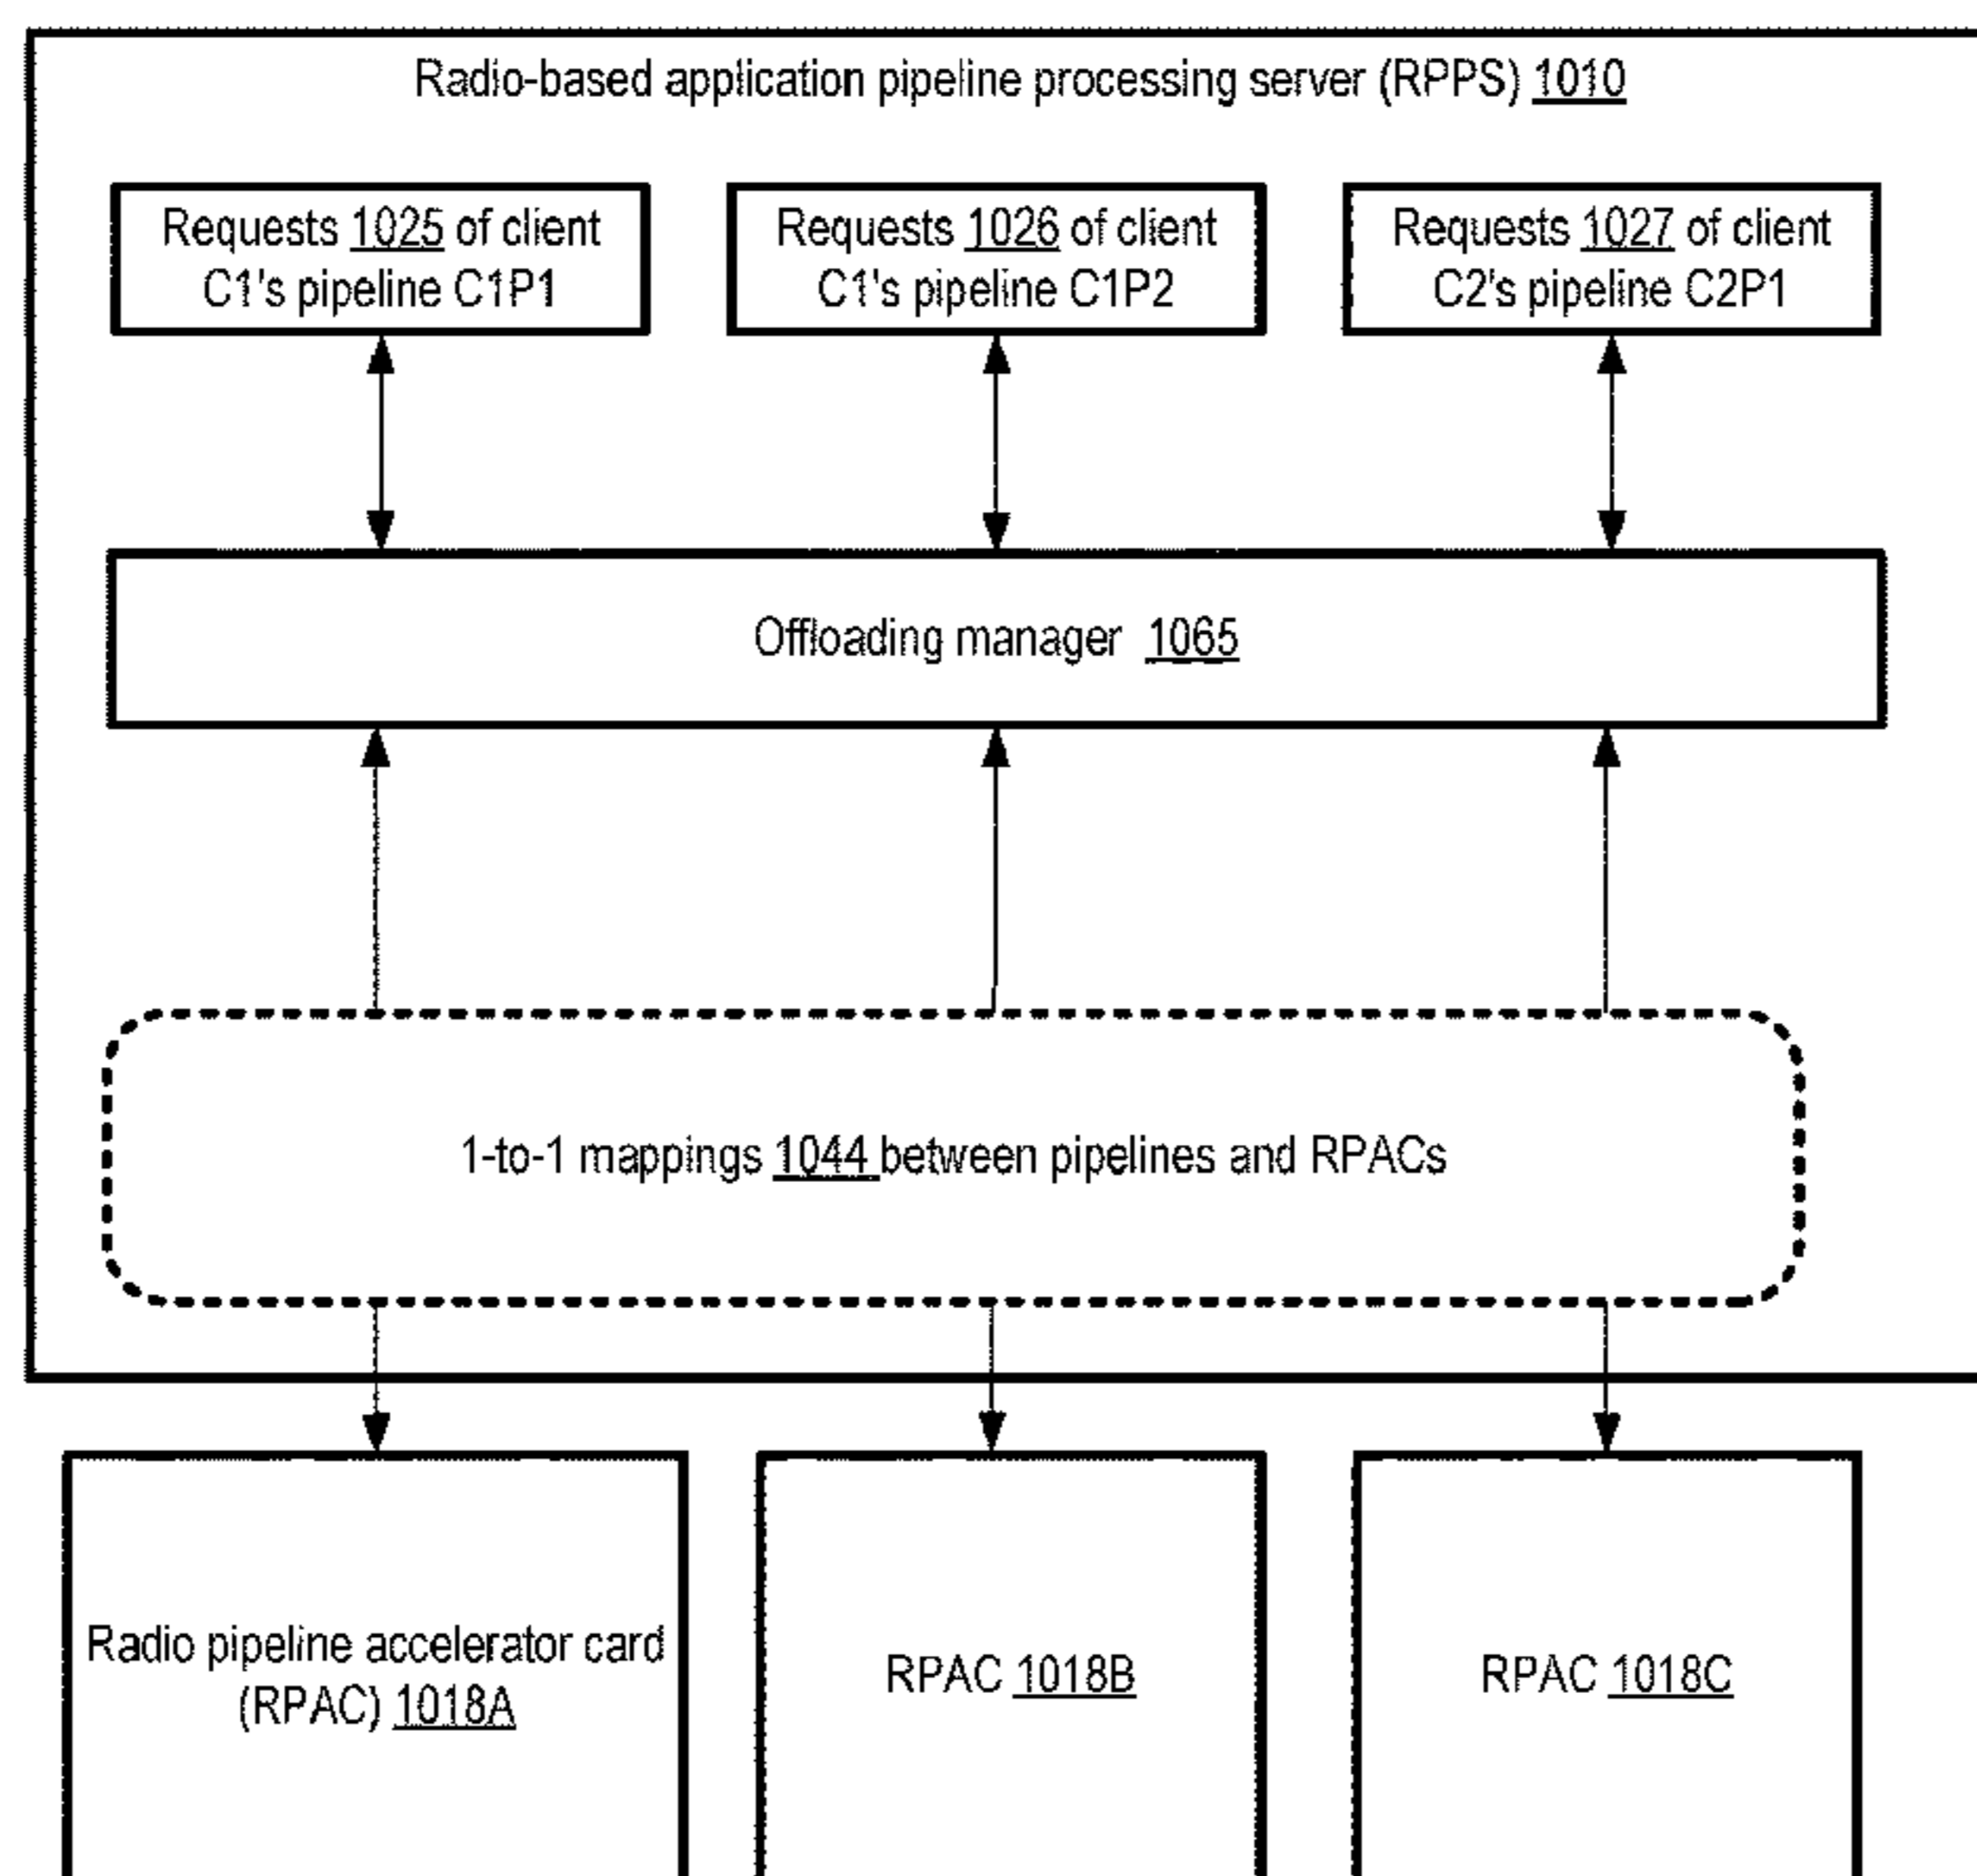 Radio-based application pipeline processing server (RPPS) 1010
Requests 1025 of client
C1's pipeline C1P1
Requests 1026 of client
C1's pipeline C1P2
Requests 1027 of client
C2's pipeline C2P1
Offloading manager 1065
1-to-1 mappings 1044 between pipelines and RPACs
Radio pipeline accelerator card
(RPAC) 1018A
RPAC 1018B
RPAC 1018C